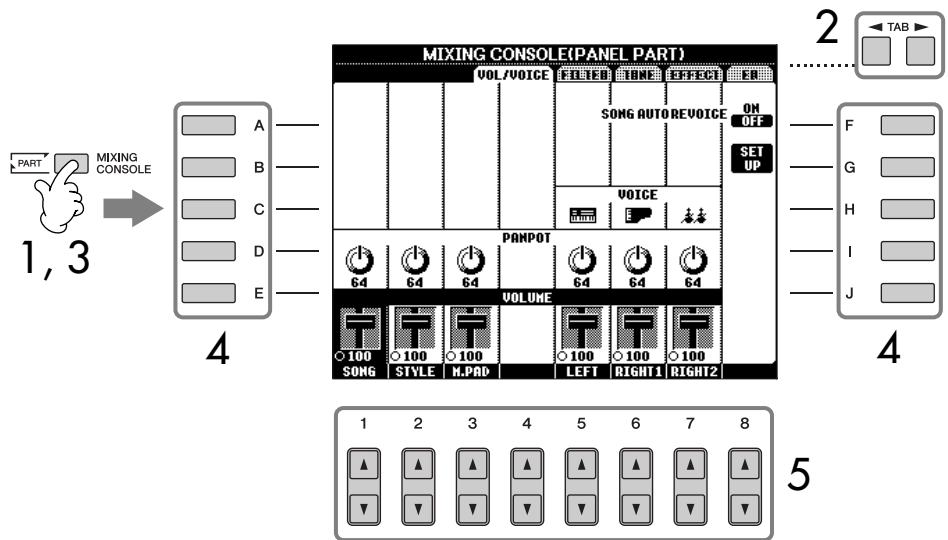 2
◄ TAB ►
MIXING CONSOLE(PANEL PART)
VOL/VOICE FILTER TUNE EFFECT EQ
SONG AUTO REVOICE ON
OFF
SET
UP
A
B
C
D
E
F
G
H
I
J
PART
MIXING
CONSOLE
1, 3
4
4
VOICE
PANPOT
64 64 64 64 64 64
VOLUME
100 100 100 100 100 100
SONG STYLE M.PAD LEFT RIGHT1 RIGHT2
1 2 3 4 5 6 7 8
5